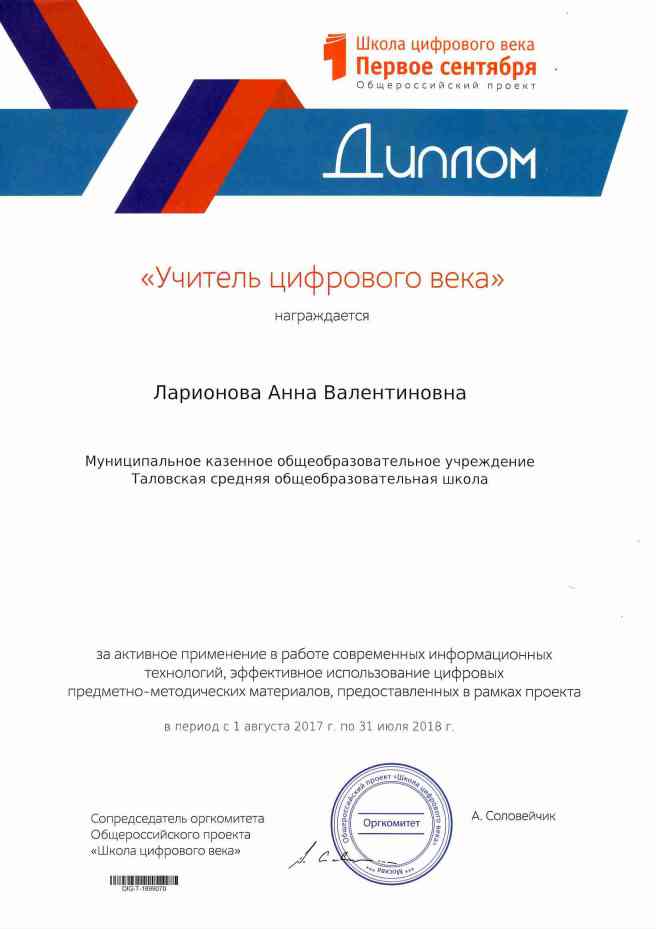 Школа цифрового века
Первое сентября
Общероссийский проект
Диплом
«Учитель цифрового века»
награждается
Ларионова Анна Валентиновна
Муниципальное казенное общеобразовательное учреждение
Таловская средняя общеобразовательная школа
за активное применение в работе современных информационных
технологий, эффективное использование цифровых
предметно-методических материалов, предоставленных в рамках проекта
в период с 1 августа 2017 г. по 31 июля 2018 г.
Сопредседатель оргкомитета
Общероссийского проекта
«Школа цифрового века»
Общероссийский проект «Школа цифрового века»
Оргкомитет
*** Москва ***
А. Соловейчик